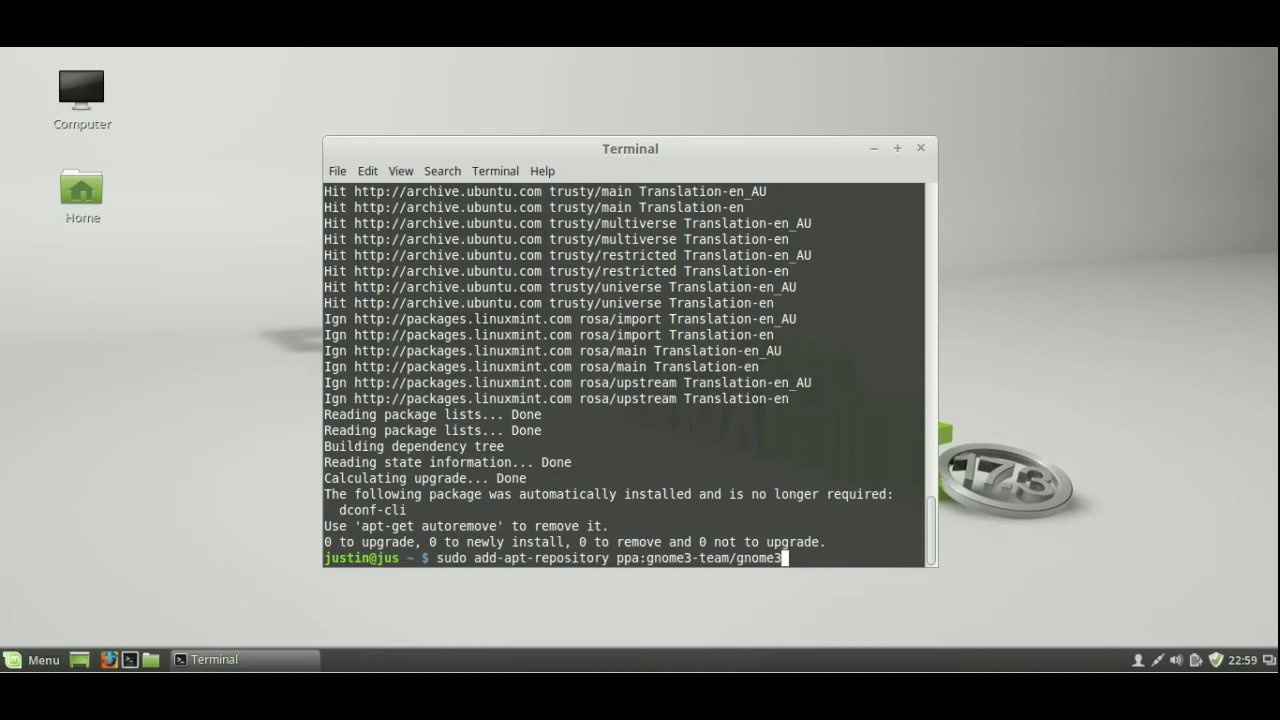 Computer
Home
Terminal
File Edit View Search Terminal Help
Hit http://archive.ubuntu.com trusty/main Translation-en_AU
Hit http://archive.ubuntu.com trusty/main Translation-en
Hit http://archive.ubuntu.com trusty/multiverse Translation-en_AU
Hit http://archive.ubuntu.com trusty/multiverse Translation-en
Hit http://archive.ubuntu.com trusty/restricted Translation-en_AU
Hit http://archive.ubuntu.com trusty/restricted Translation-en
Hit http://archive.ubuntu.com trusty/universe Translation-en_AU
Hit http://archive.ubuntu.com trusty/universe Translation-en
Ign http://packages.linuxmint.com rosa/import Translation-en_AU
Ign http://packages.linuxmint.com rosa/import Translation-en
Ign http://packages.linuxmint.com rosa/main Translation-en_AU
Ign http://packages.linuxmint.com rosa/main Translation-en
Ign http://packages.linuxmint.com rosa/upstream Translation-en_AU
Ign http://packages.linuxmint.com rosa/upstream Translation-en
Reading package lists... Done
Reading package lists... Done
Building dependency tree
Reading state information... Done
Calculating upgrade... Done
The following package was automatically installed and is no longer required:
dconf-cli
Use 'apt-get autoremove' to remove it.
0 to upgrade, 0 to newly install, 0 to remove and 0 not to upgrade.
justin@jus ~ $ sudo add-apt-repository ppa:gnome3-team/gnome3
17.3
Menu Terminal 22:59